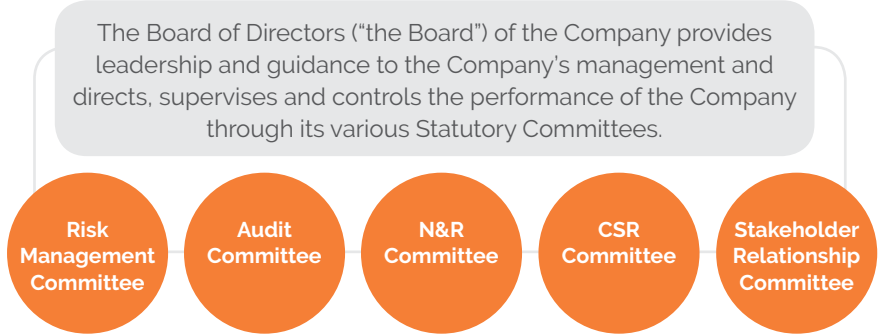 The Board of Directors (“the Board”) of the Company provides
leadership and guidance to the Company’s management and
directs, supervises and controls the performance of the Company
through its various Statutory Committees.
Risk
Management
Committee
Audit
Committee
N&R
Committee
CSR
Committee
Stakeholder
Relationship
Committee